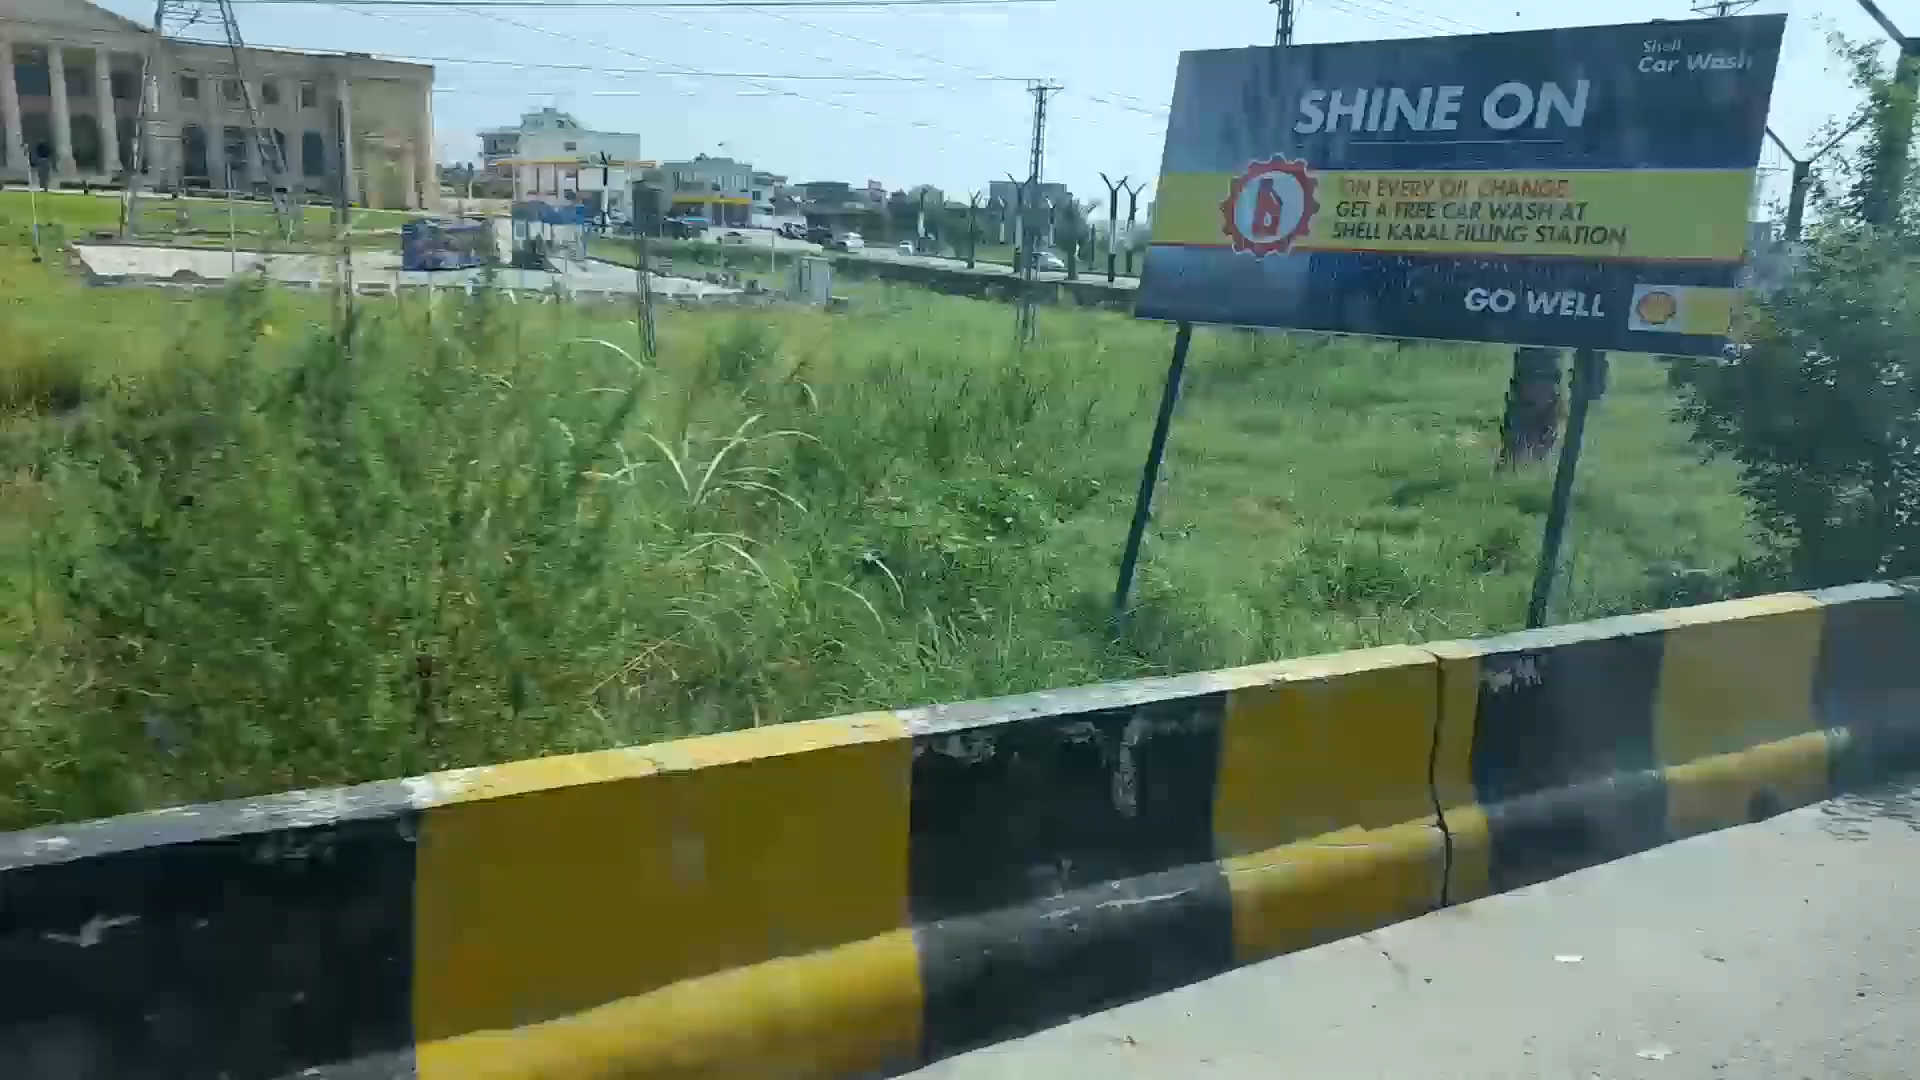 Shell
Car Wash
SHINE ON
ON EVERY OIL CHANGE
GET A FREE CAR WASH AT
SHELL KARAL FILLING STATION
GO WELL